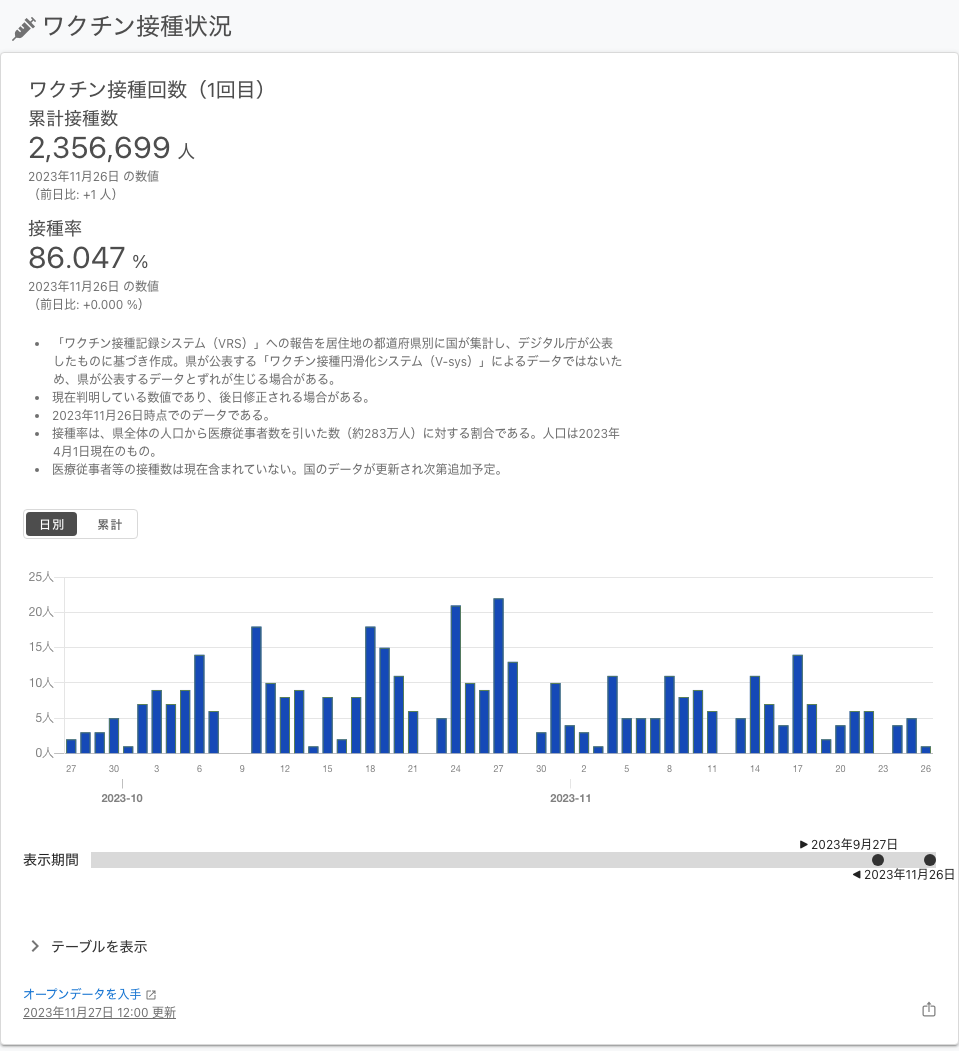 ワクチン接種状況
ワクチン接種回数（1回目）
累計接種数
2,356,699 人
2023年11月26日 の数値
（前日比: +1 人）
接種率
86.047 %
2023年11月26日 の数値
（前日比: +0.000 %）
• 「ワクチン接種記録システム（VRS）」への報告を居住地の都道府県別に国が集計し、デジタル庁が公表
したものに基づき作成。県が公表する「ワクチン接種円滑化システム（V-sys）」によるデータではないた
め、県が公表するデータとずれが生じる場合がある。
• 現在判明している数値であり、後日修正される場合がある。
• 2023年11月26日時点でのデータである。
• 接種率は、県全体の人口から医療従事者数を引いた数（約283万人）に対する割合である。人口は2023年
4月1日現在のもの。
• 医療従事者等の接種数は現在含まれていない。国のデータが更新され次第追加予定。
日別 累計
25人
20人
15人
10人
5人
0人
27 30 3 6 9 12 15 18 21 24 27 30 2 5 8 11 14 17 20 23 26
2023-10 2023-11
▶ 2023年9月27日
表示期間
◀ 2023年11月26日
テーブルを表示
オープンデータを入手
2023年11月27日 12:00 更新